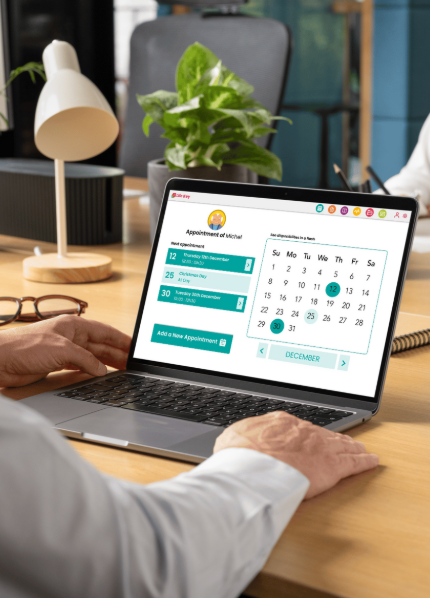 Appointment of Michel
Next appointment
12 Thursday 12th December
25 Christmas Day
30 Tuesday 30th December
Add a New Appointment
Su Mo Tu We Th Fr Sa
1 2 3 4 5 6 7
8 9 10 11 12 13 14
15 16 17 18 19 20 21
22 23 24 25 26 27 28
29 30 31
DECEMBER